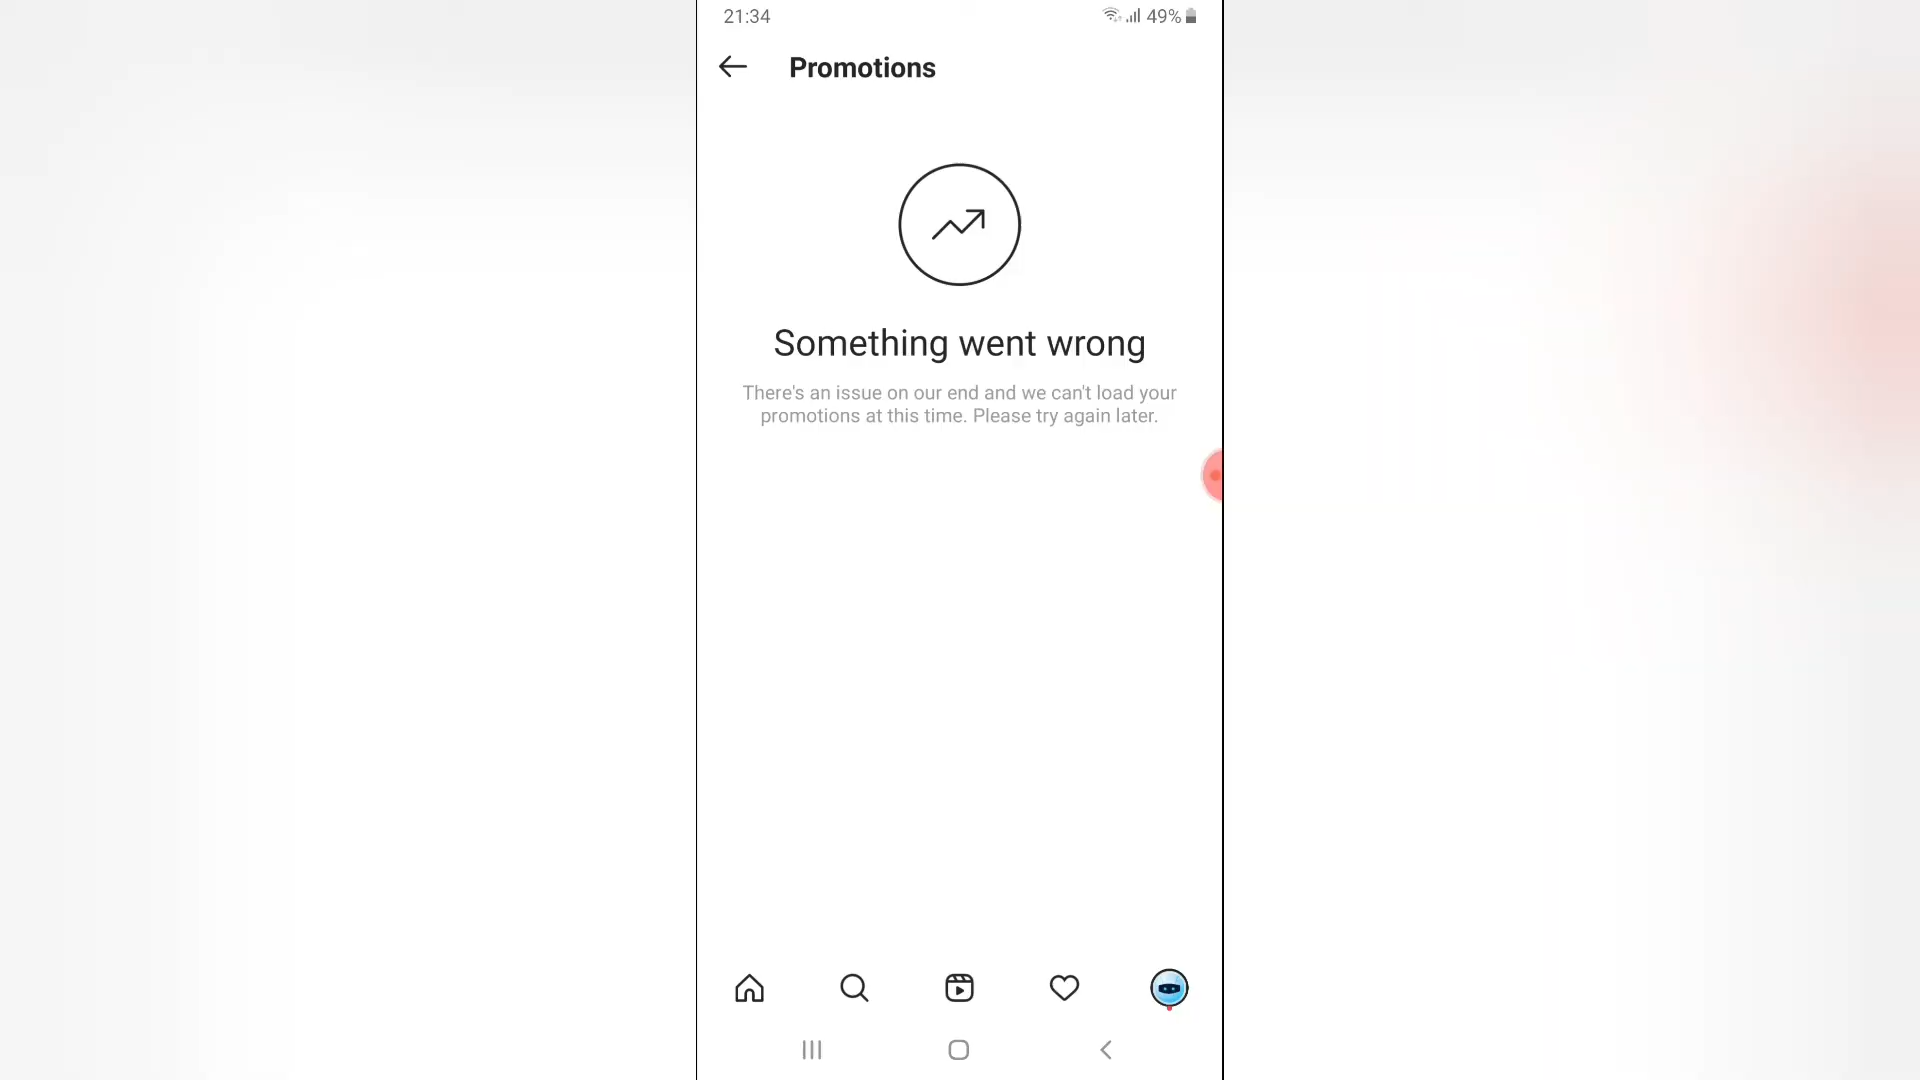 21:34
49%
Promotions
Something went wrong
There's an issue on our end and we can't load your
promotions at this time. Please try again later.